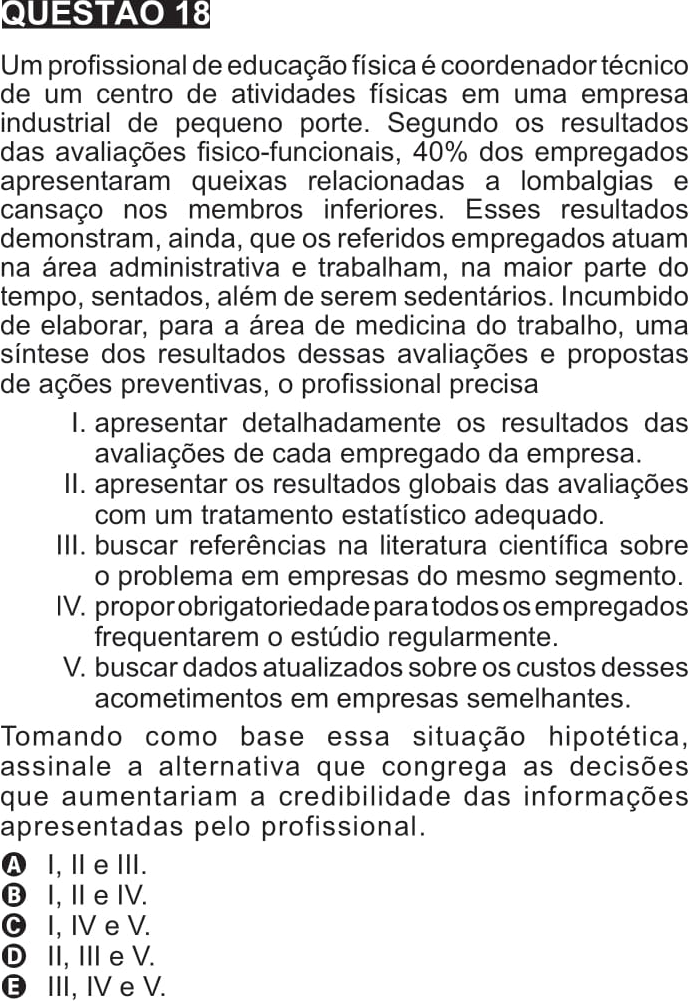 QUESTÃO 18
Um profissional de educação física é coordenador técnico
de um centro de atividades físicas em uma empresa
industrial de pequeno porte. Segundo os resultados
das avaliações fisico-funcionais, 40% dos empregados
apresentaram queixas relacionadas a lombalgias e
cansaço nos membros inferiores. Esses resultados
demonstram, ainda, que os referidos empregados atuam
na área administrativa e trabalham, na maior parte do
tempo, sentados, além de serem sedentários. Incumbido
de elaborar, para a área de medicina do trabalho, uma
síntese dos resultados dessas avaliações e propostas
de ações preventivas, o profissional precisa
I. apresentar detalhadamente os resultados das
avaliações de cada empregado da empresa.
II. apresentar os resultados globais das avaliações
com um tratamento estatístico adequado.
III. buscar referências na literatura científica sobre
o problema em empresas do mesmo segmento.
IV. propor obrigatoriedade para todos os empregados
frequentarem o estúdio regularmente.
V. buscar dados atualizados sobre os custos desses
acometimentos em empresas semelhantes.
Tomando como base essa situação hipotética,
assinale a alternativa que congrega as decisões
que aumentariam a credibilidade das informações
apresentadas pelo profissional.
A I, II e III.
B I, II e IV.
C I, IV e V.
D II, III e V.
E III, IV e V.